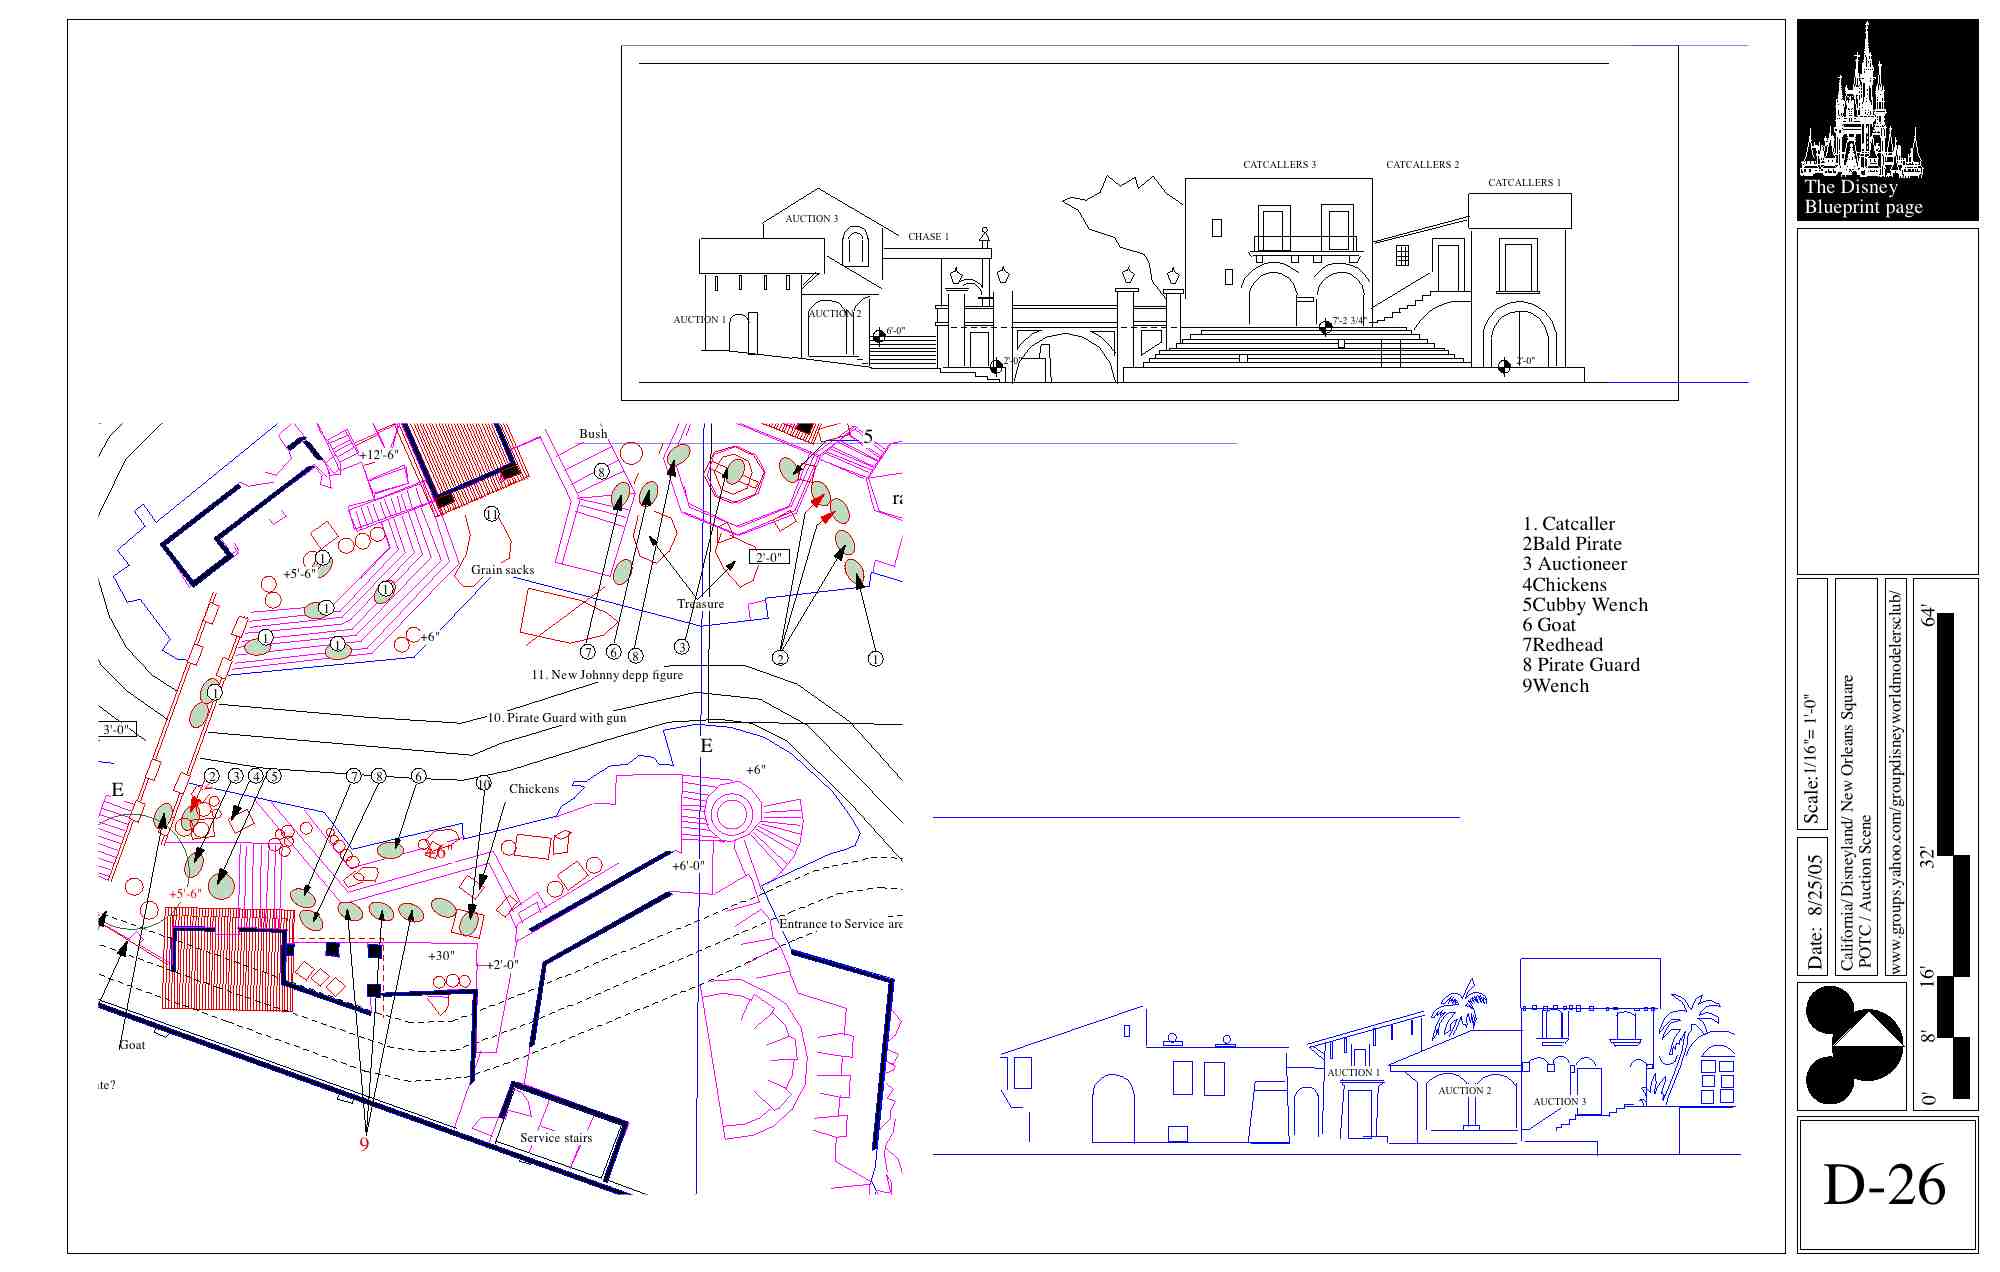 CATCALLERS 3
CATCALLERS 2
CATCALLERS 1
AUCTION 3
CHASE 1
AUCTION 1
AUCTION 2
6'-0"
7'-2 3/4"
2'-0"
2'-0"
The Disney
Blueprint page
Bush
5
+12'-6"
8
11
ra
2'-0"
Grain sacks
1
+5'-6"
1
1
Treasure
1
1
+6"
7
6
8
3
2
1
11. New Johnny depp figure
1
10. Pirate Guard with gun
3'-0"
E
+6"
E
2
3
4
5
7
8
6
10
Chickens
+6'-0"
+5'-6"
Entrance to Service are
+30"
+2'-0"
Goat
ite?
9
Service stairs
1. Catcaller
2Bald Pirate
3 Auctioneer
4Chickens
5Cubby Wench
6 Goat
7Redhead
8 Pirate Guard
9Wench
AUCTION 1
AUCTION 2
AUCTION 3
Scale:1/16"= 1'-0"
Date: 8/25/05
California/Disneyland/ New Orleans Square
POTC / Auction Scene
www.groups.yahoo.com/groupdisneyworldmodelersclub/
64'
32'
16'
8'
0'
D-26